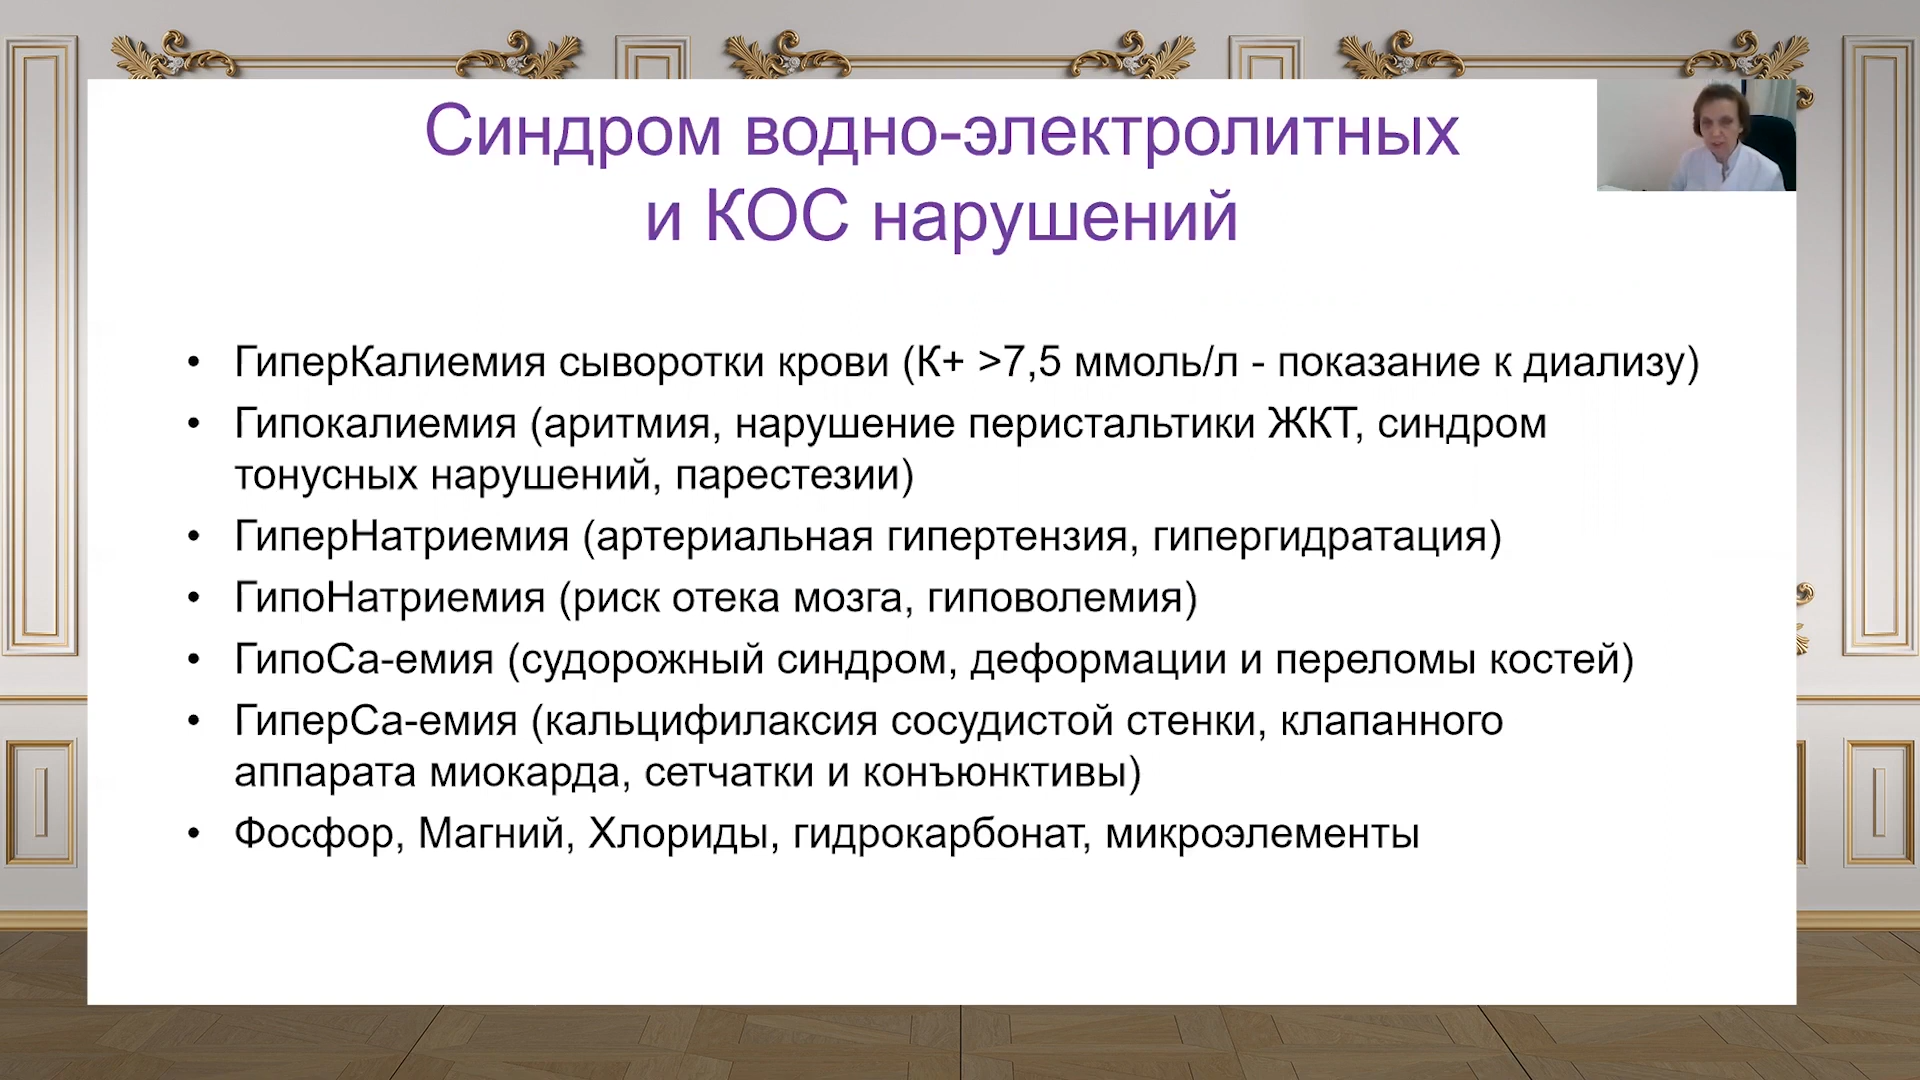 Синдром водно-электролитных
и КОС нарушений
• ГиперКалиемия сыворотки крови (К+ >7,5 ммоль/л - показание к диализу)
• Гипокалиемия (аритмия, нарушение перистальтики ЖКТ, синдром
тонусных нарушений, парестезии)
• ГиперНатриемия (артериальная гипертензия, гипергидратация)
• ГипоНатриемия (риск отека мозга, гиповолемия)
• ГипоСа-емия (судорожный синдром, деформации и переломы костей)
• ГиперСа-емия (кальцифилаксия сосудистой стенки, клапанного
аппарата миокарда, сетчатки и конъюнктивы)
• Фосфор, Магний, Хлориды, гидрокарбонат, микроэлементы